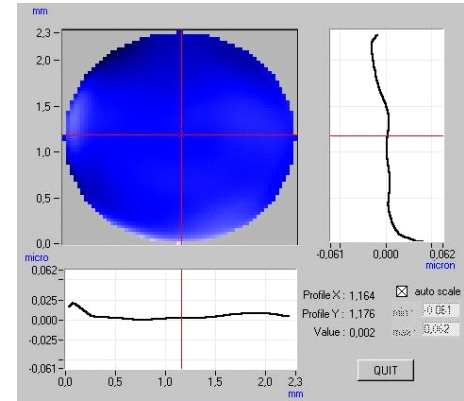 mm
2,3
2,0
1,5
1,0
0,5
0,0
-0,061
0,000
0,062
micron
micro
0,062
0,025
0,000
-0,025
-0,061
0,0
0,5
1,0
1,5
2,0
2,3
mm
Profile X : 1,164
auto scale
Profile Y : 1,176
min : -0,061
Value : 0,002
max : 0,062
QUIT